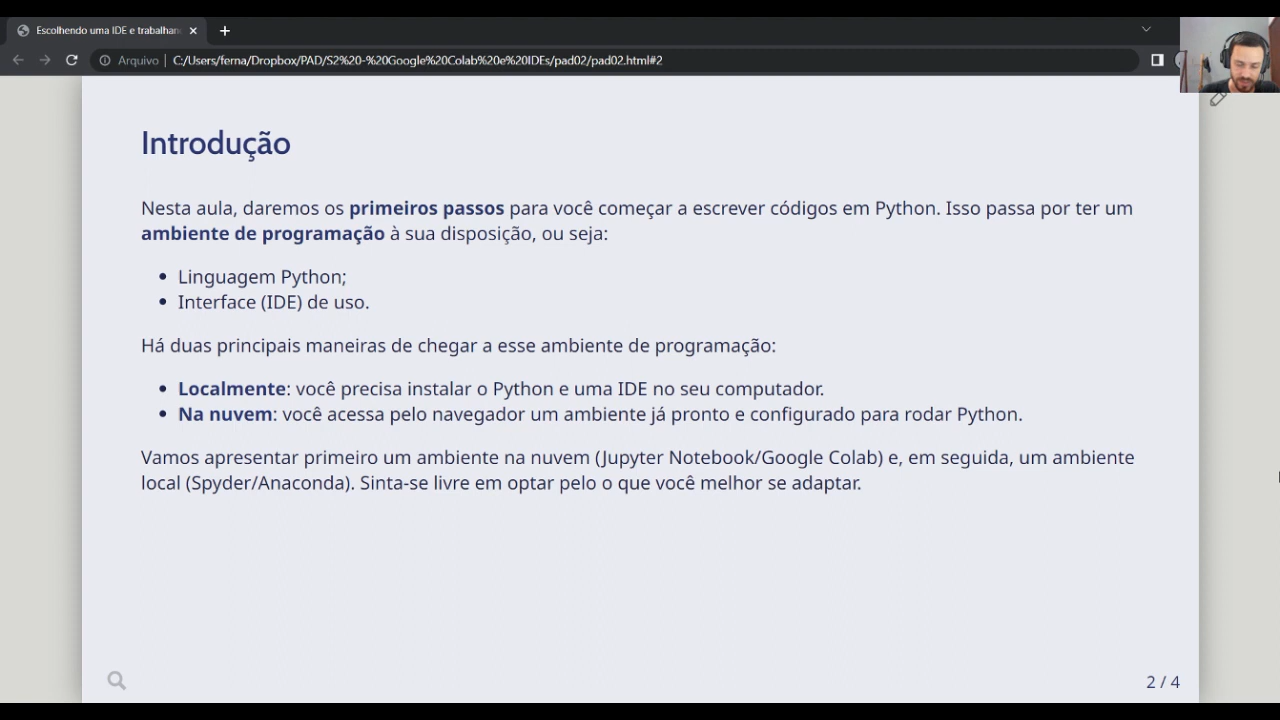 Escolhendo uma IDE e trabalhan
Arquivo
C:/Users/ferna/Dropbox/PAD/S2%20-%20Google%20Colab%20e%20IDEs/pad02/pad02.html#2
Introdução
Nesta aula, daremos os primeiros passos para você começar a escrever códigos em Python. Isso passa por ter um
ambiente de programação à sua disposição, ou seja:
• Linguagem Python;
• Interface (IDE) de uso.
Há duas principais maneiras de chegar a esse ambiente de programação:
• Localmente: você precisa instalar o Python e uma IDE no seu computador.
• Na nuvem: você acessa pelo navegador um ambiente já pronto e configurado para rodar Python.
Vamos apresentar primeiro um ambiente na nuvem (Jupyter Notebook/Google Colab) e, em seguida, um ambiente
local (Spyder/Anaconda). Sinta-se livre em optar pelo o que você melhor se adaptar.
2 / 4